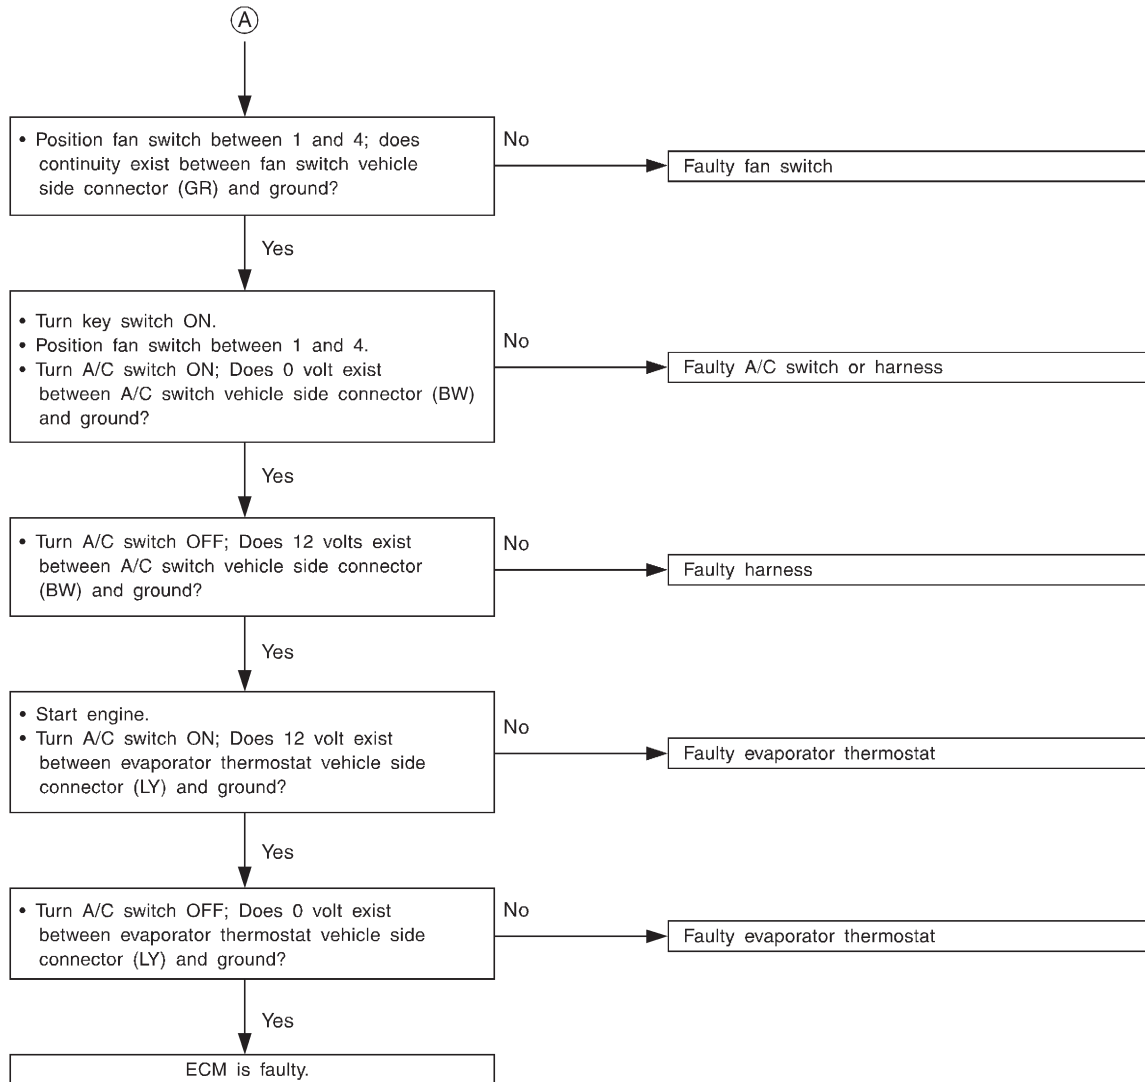 A
• Position fan switch between 1 and 4; does
continuity exist between fan switch vehicle
side connector (GR) and ground?
No
Faulty fan switch
Yes
• Turn key switch ON.
• Position fan switch between 1 and 4.
• Turn A/C switch ON; Does 0 volt exist
between A/C switch vehicle side connector (BW)
and ground?
No
Faulty A/C switch or harness
Yes
• Turn A/C switch OFF; Does 12 volts exist
between A/C switch vehicle side connector
(BW) and ground?
No
Faulty harness
Yes
• Start engine.
• Turn A/C switch ON; Does 12 volt exist
between evaporator thermostat vehicle side
connector (LY) and ground?
No
Faulty evaporator thermostat
Yes
• Turn A/C switch OFF; Does 0 volt exist
between evaporator thermostat vehicle side
connector (LY) and ground?
No
Faulty evaporator thermostat
Yes
ECM is faulty.